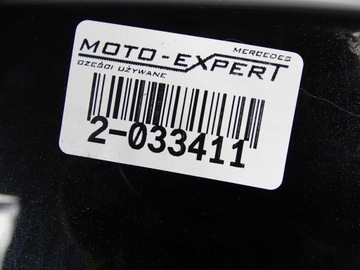 MERCEDES
MOTO-EXPERT
CZĘŚCI UŻYWANE
2-033411